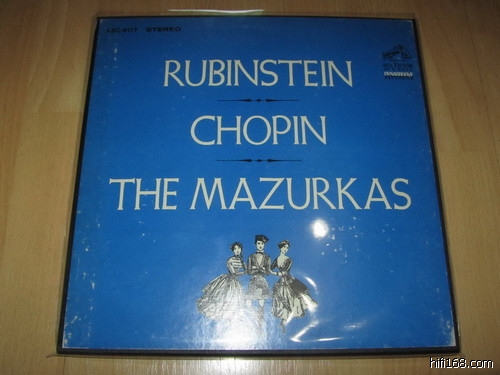 STEREO
RUBINSTEIN
CHOPIN
THE MAZURKAS
hifi168.com